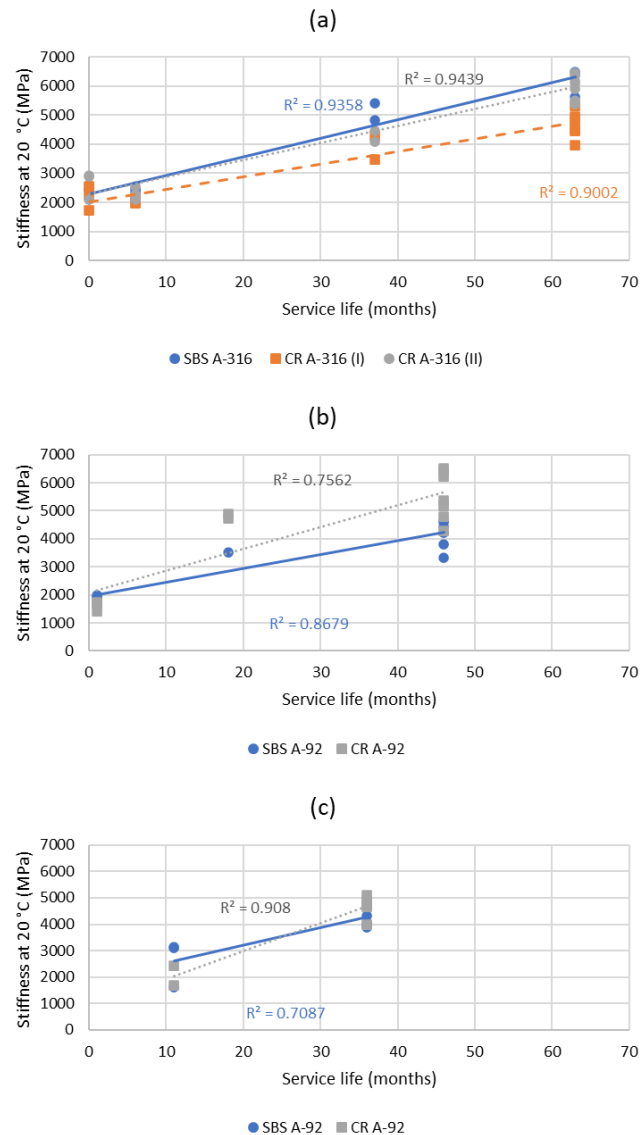 (a)
Stiffness at 20 °C (MPa)
7000
6000
5000
4000
3000
2000
1000
0
R² = 0.9439
R² = 0.9358
R² = 0.9002
0 10 20 30 40 50 60 70
Service life (months)
SBS A-316 CR A-316 (I) CR A-316 (II)
(b)
Stiffness at 20 °C (MPa)
7000
6000
5000
4000
3000
2000
1000
0
R² = 0.7562
R² = 0.8679
0 10 20 30 40 50 60 70
Service life (months)
SBS A-92 CR A-92
(c)
Stiffness at 20 °C (MPa)
7000
6000
5000
4000
3000
2000
1000
0
R² = 0.908
R² = 0.7087
0 10 20 30 40 50 60 70
Service life (months)
SBS A-92 CR A-92